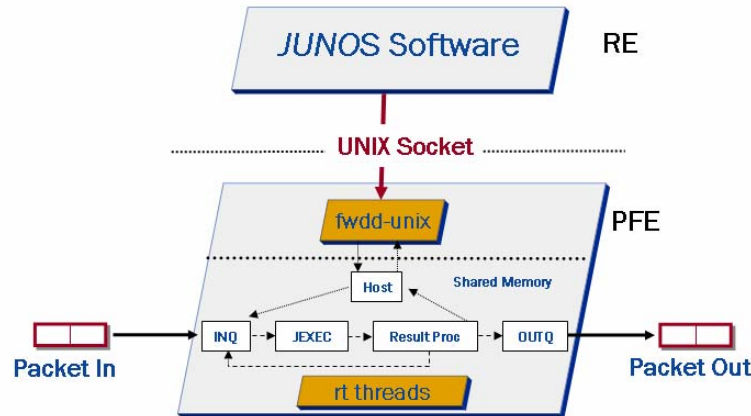 JUNOS Software
RE
UNIX Socket
fwdd-unix
PFE
Shared Memory
Host
INQ
JEXEC
Result Proc
OUTQ
Packet In
Packet Out
rt threads